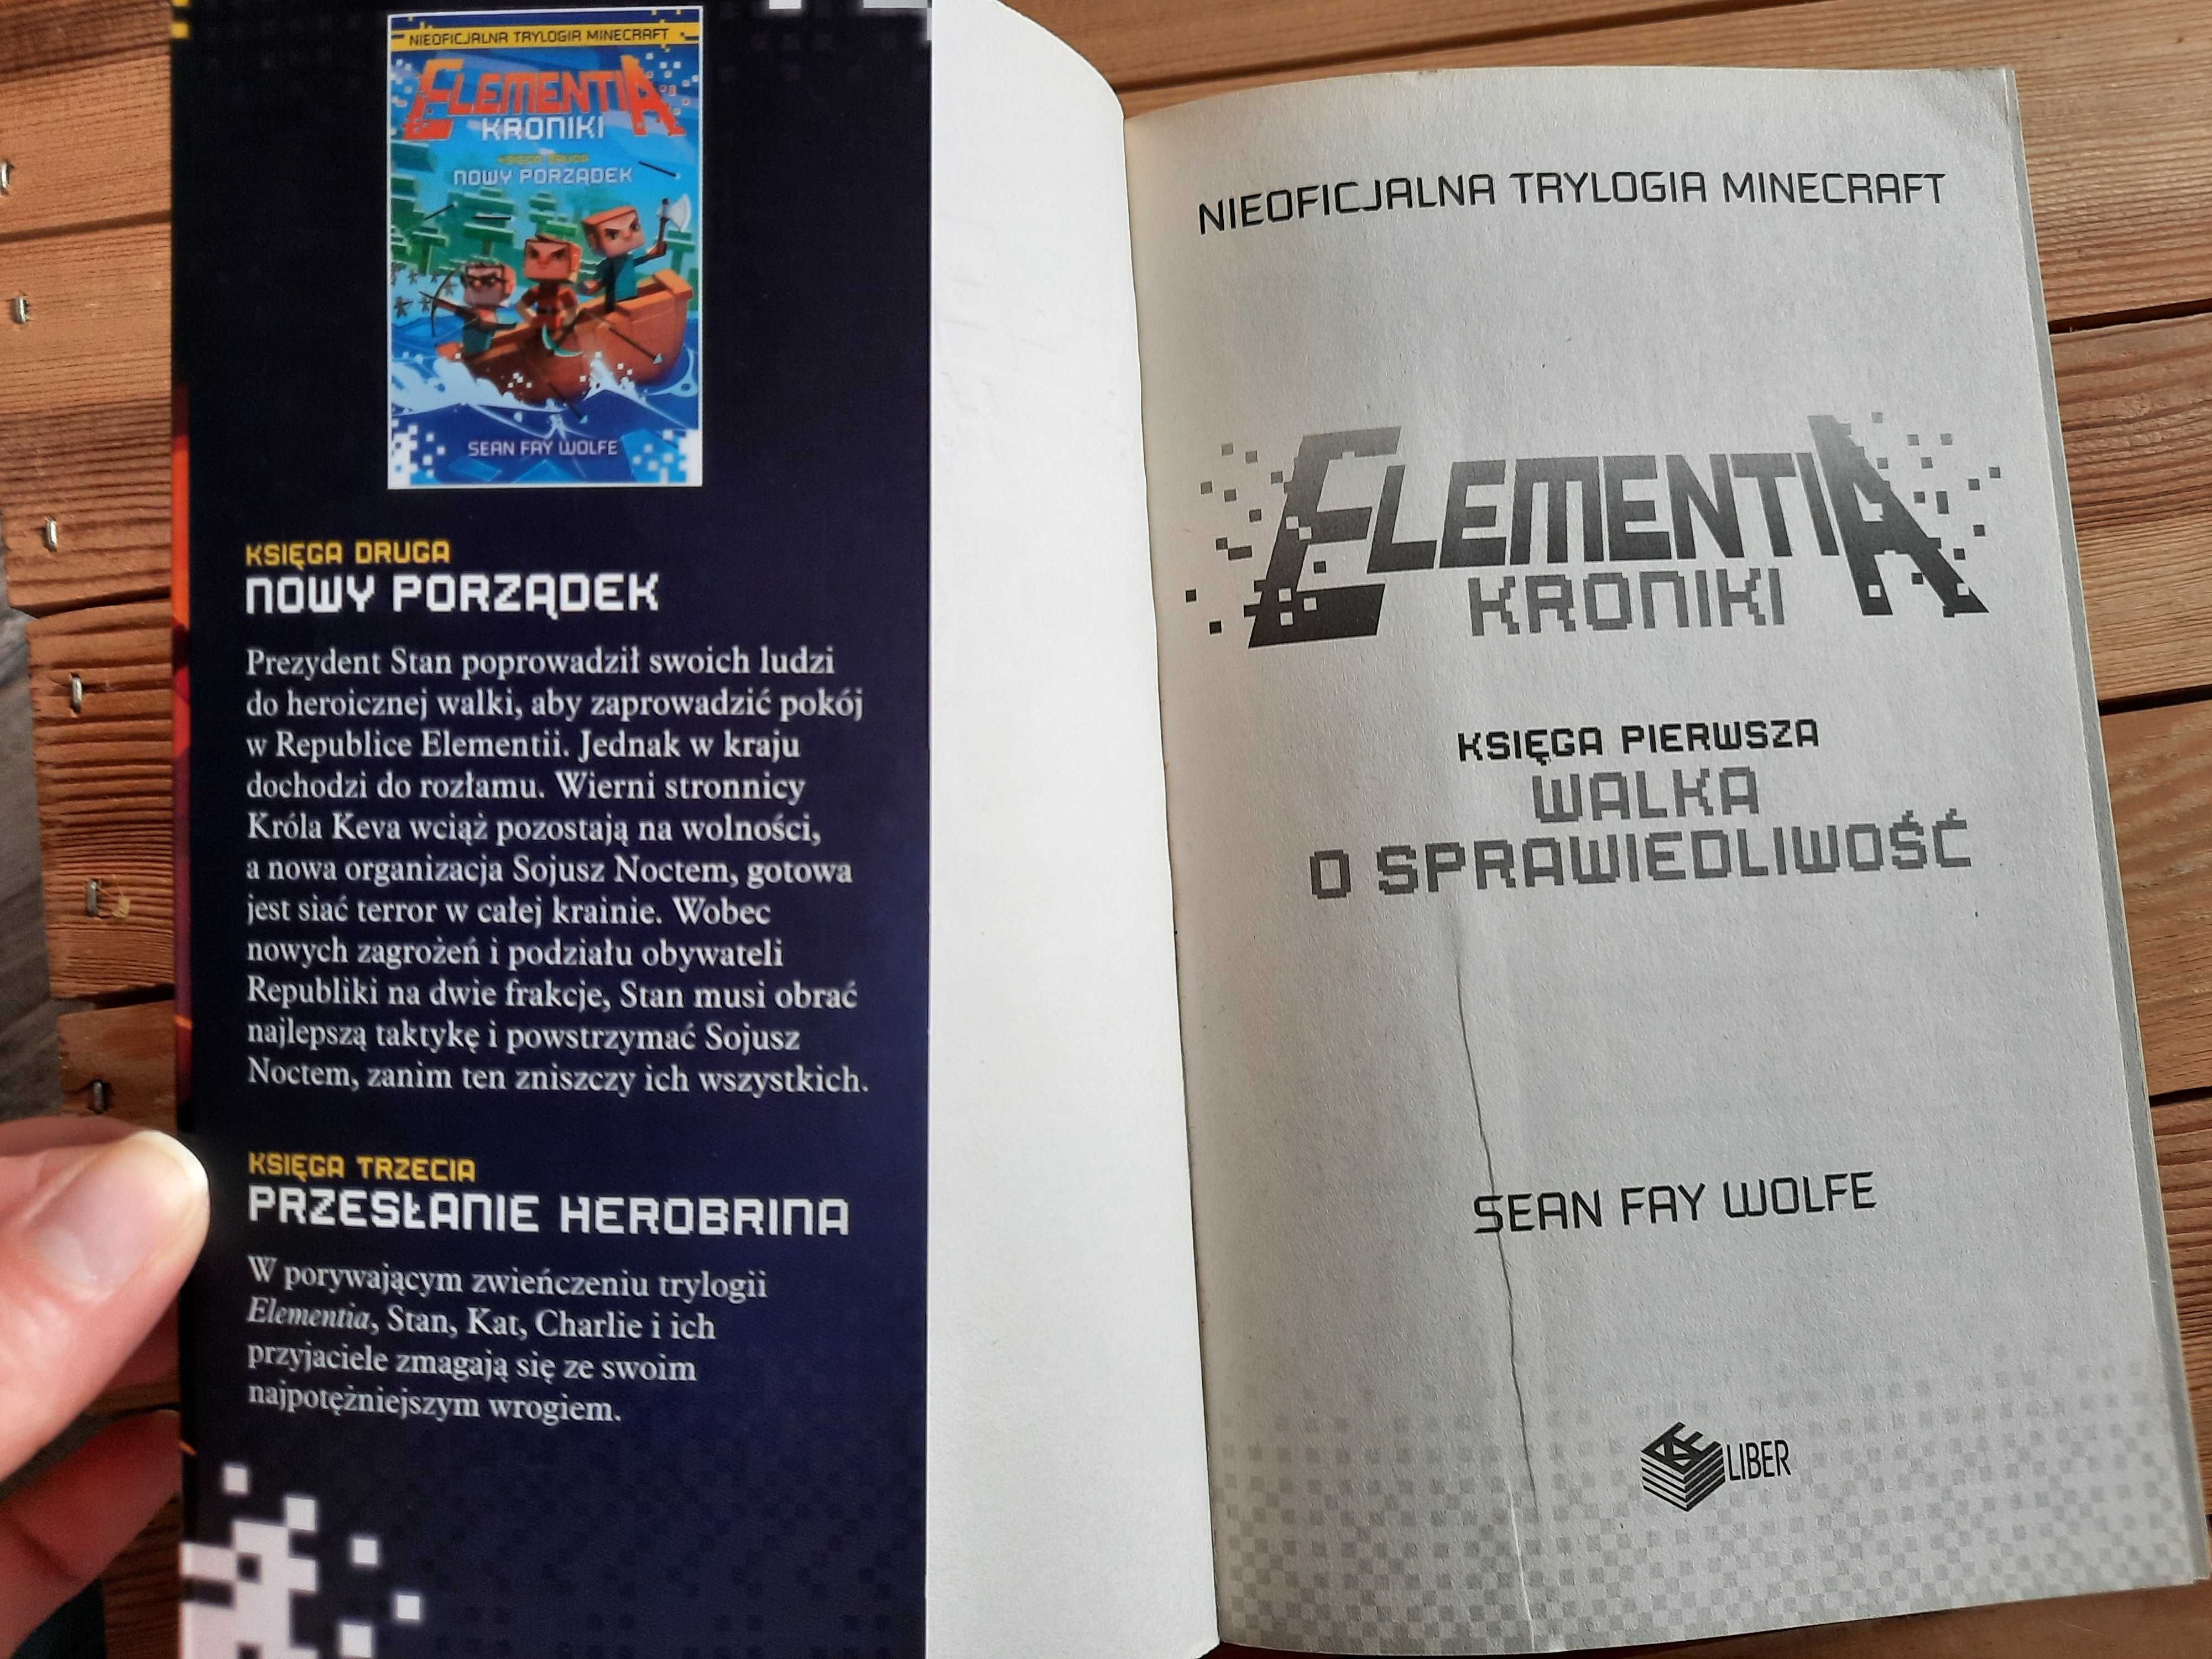 NIEOFICJALNA TRYLOGIA MINECRAFT
ELEMENTIA
KRONIKI
KSIĘGA DRUGA
NOWY PORZĄDEK
SEAN FAY WOLFE
KSIĘGA DRUGA
NOWY PORZĄDEK
Prezydent Stan poprowadził swoich ludzi
do heroicznej walki, aby zaprowadzić pokój
w Republice Elementii. Jednak w kraju
dochodzi do rozłamu. Wierni stronnicy
Króla Keva wciąż pozostają na wolności,
a nowa organizacja Sojusz Noctem, gotowa
jest siać terror w całej krainie. Wobec
nowych zagrożeń i podziału obywateli
Republiki na dwie frakcje, Stan musi obrać
najlepszą taktykę i powstrzymać Sojusz
Noctem, zanim ten zniszczy ich wszystkich.
KSIĘGA TRZECIA
PRZESŁANIE HEROBRINA
W porywającym zwieńczeniu trylogii
Elementia, Stan, Kat, Charlie i ich
przyjaciele zmagają się ze swoim
najpotężniejszym wrogiem.
NIEOFICJALNA TRYLOGIA MINECRAFT
ELEMENTIA
KRONIKI
KSIĘGA PIERWSZA
WALKA
O SPRAWIEDLIWOŚĆ
SEAN FAY WOLFE
LIBER